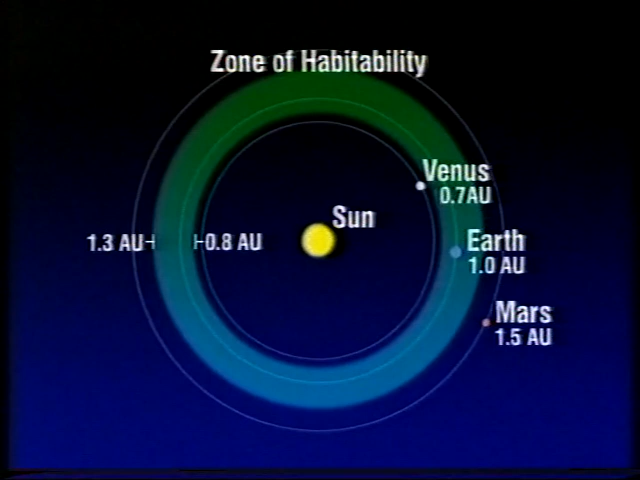 Zone of Habitability
Venus
0.7AU
Sun
1.3 AU
0.8 AU
Earth
1.0 AU
Mars
1.5 AU